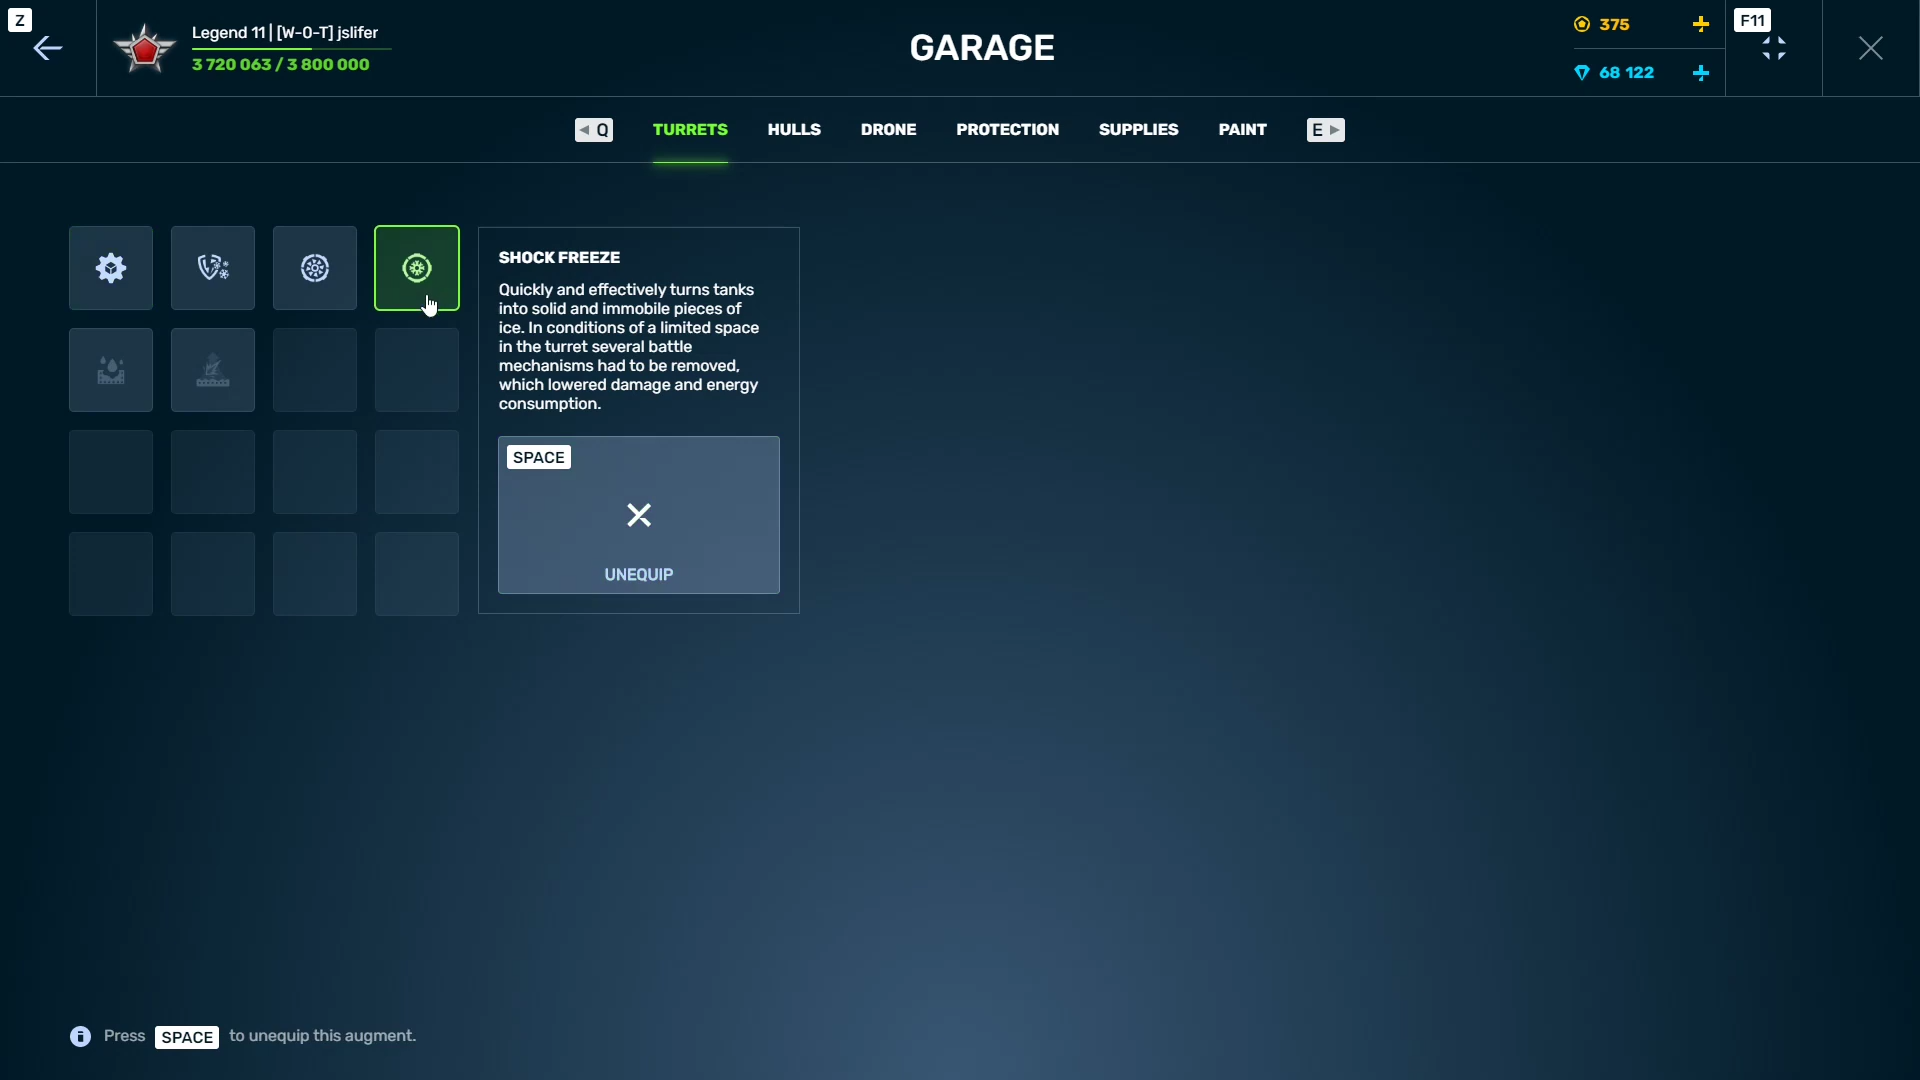 Z
Legend 11 | [W-O-T] jslifer
3 720 063 / 3 800 000
GARAGE
375
68 122
F11
Q
TURRETS
HULLS
DRONE
PROTECTION
SUPPLIES
PAINT
E
SHOCK FREEZE
Quickly and effectively turns tanks
into solid and immobile pieces of
ice. In conditions of a limited space
in the turret several battle
mechanisms had to be removed,
which lowered damage and energy
consumption.
SPACE
UNEQUIP
Press SPACE to unequip this augment.